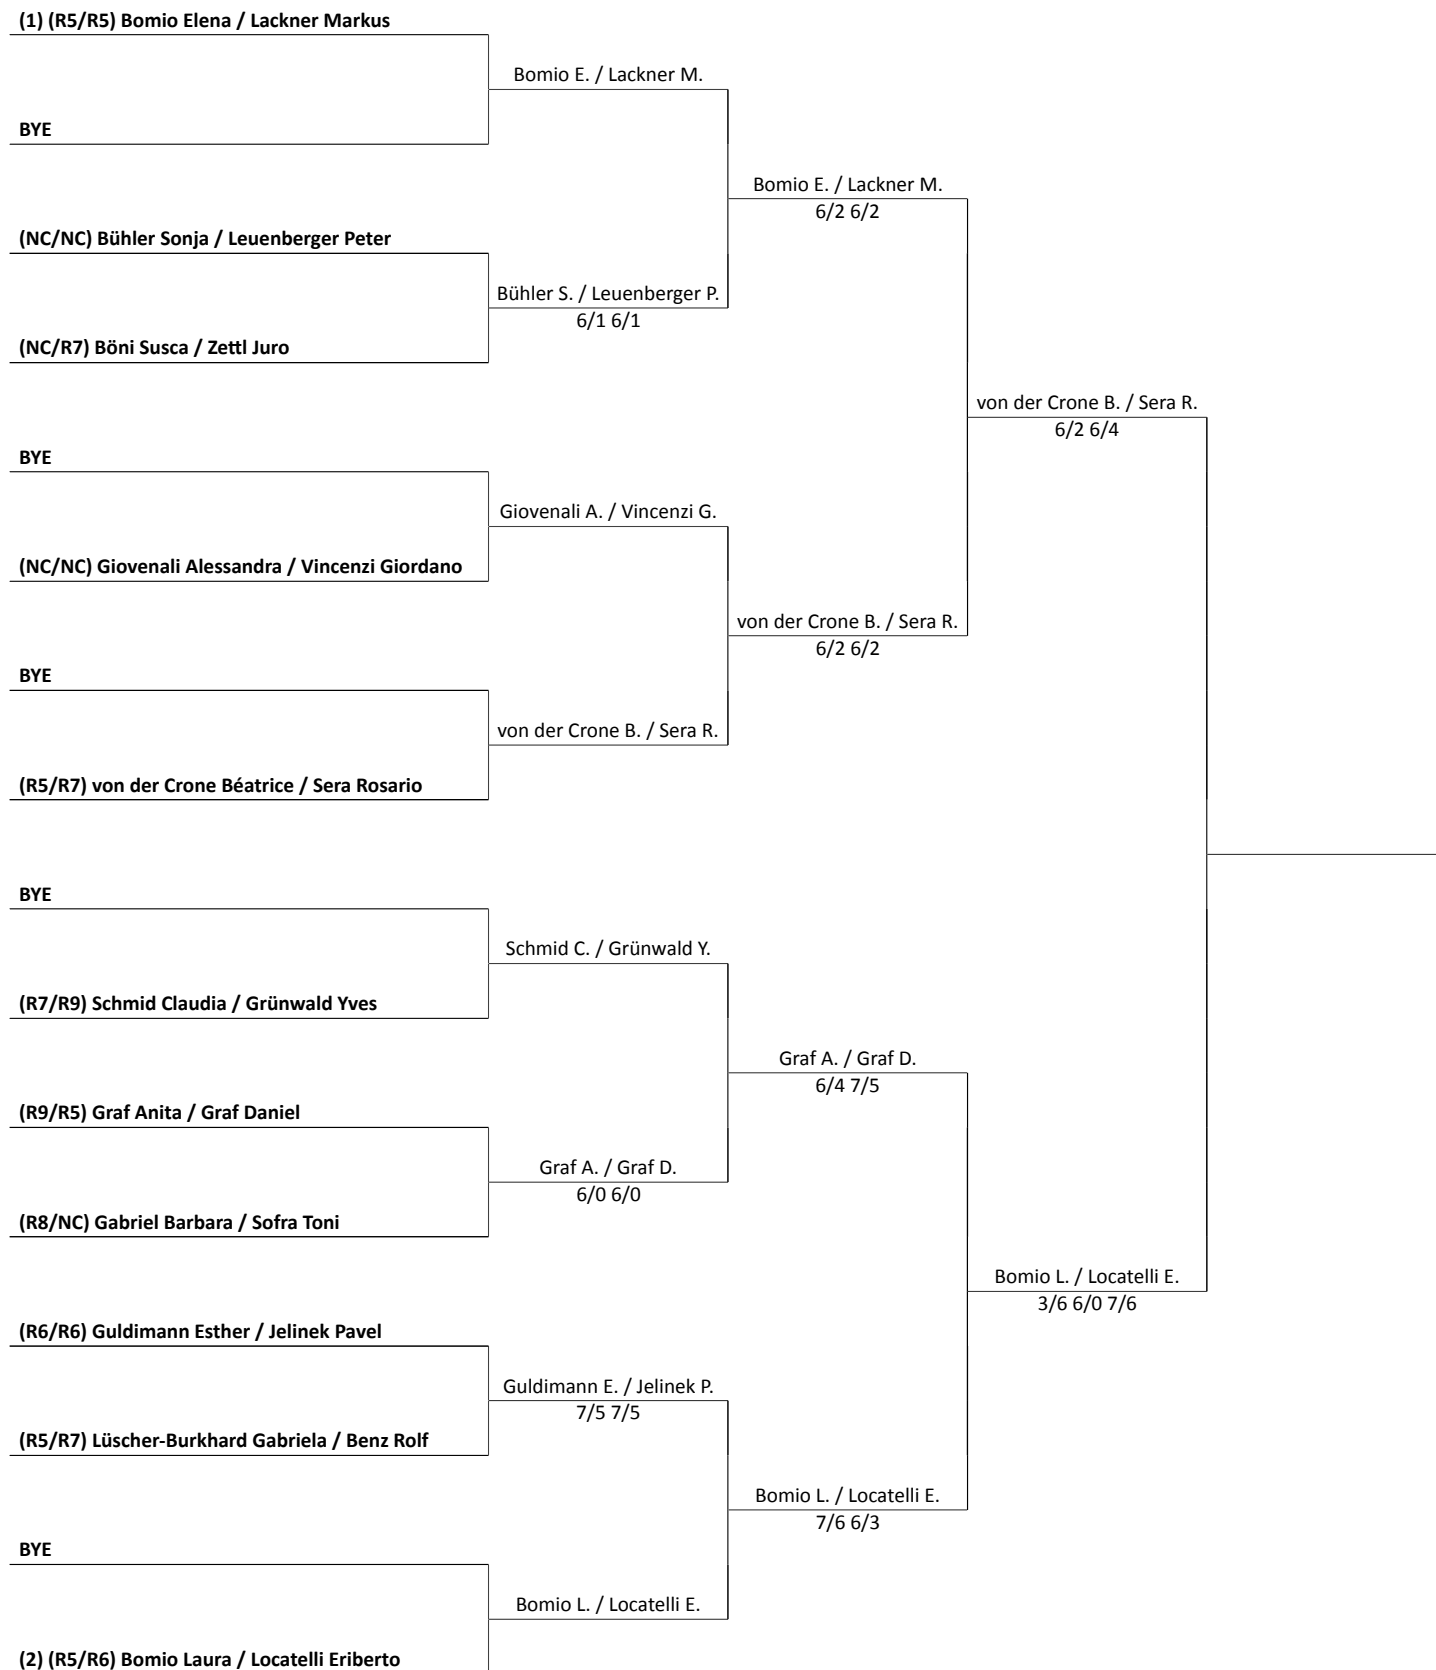 (1) (R5/R5) Bomio Elena / Lackner Markus
Bomio E. / Lackner M.
BYE
Bomio E. / Lackner M.
6/2 6/2
(NC/NC) Bühler Sonja / Leuenberger Peter
Bühler S. / Leuenberger P.
6/1 6/1
(NC/R7) Böni Susca / Zettl Juro
von der Crone B. / Sera R.
6/2 6/4
BYE
Giovenali A. / Vincenzi G.
(NC/NC) Giovenali Alessandra / Vincenzi Giordano
von der Crone B. / Sera R.
6/2 6/2
BYE
von der Crone B. / Sera R.
(R5/R7) von der Crone Béatrice / Sera Rosario
BYE
Schmid C. / Grünwald Y.
(R7/R9) Schmid Claudia / Grünwald Yves
Graf A. / Graf D.
6/4 7/5
(R9/R5) Graf Anita / Graf Daniel
Graf A. / Graf D.
6/0 6/0
(R8/NC) Gabriel Barbara / Sofra Toni
Bomio L. / Locatelli E.
3/6 6/0 7/6
(R6/R6) Guldimann Esther / Jelinek Pavel
Guldimann E. / Jelinek P.
7/5 7/5
(R5/R7) Lüscher-Burkhard Gabriela / Benz Rolf
Bomio L. / Locatelli E.
7/6 6/3
BYE
Bomio L. / Locatelli E.
(2) (R5/R6) Bomio Laura / Locatelli Eriberto